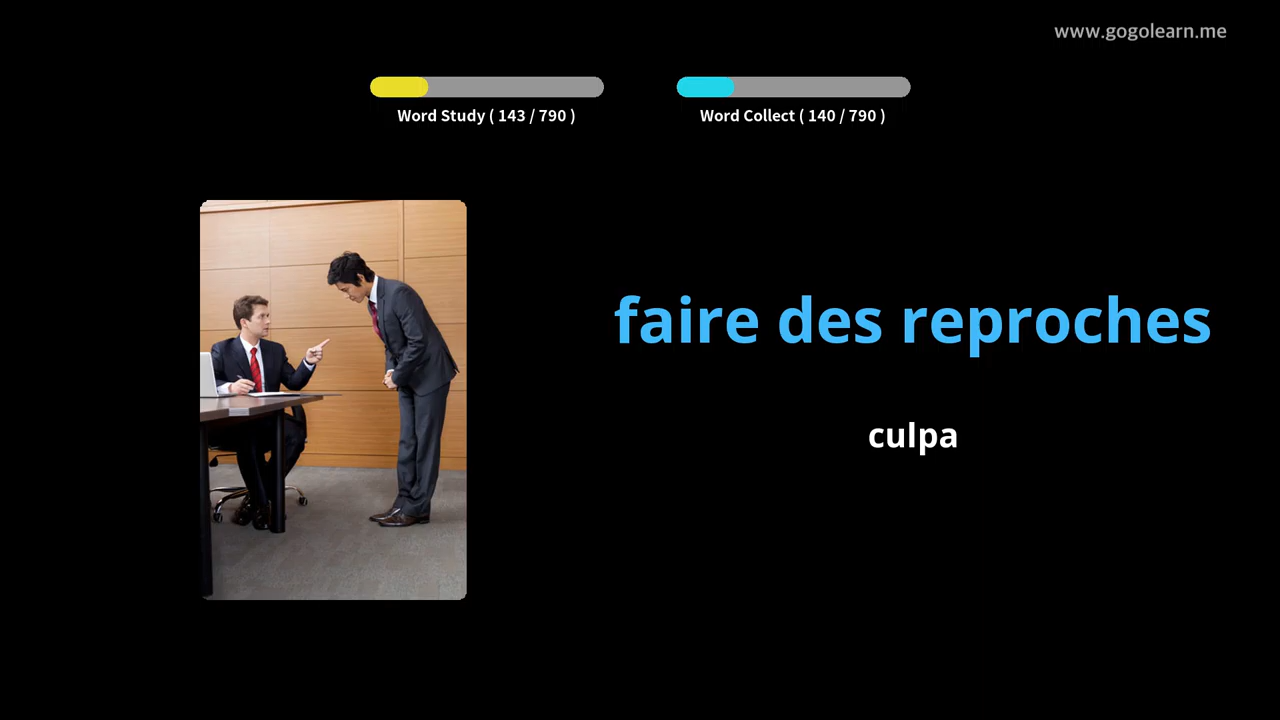 www.gogolearn.me
Word Study ( 143 / 790 )
Word Collect ( 140 / 790 )
faire des reproches
culpa